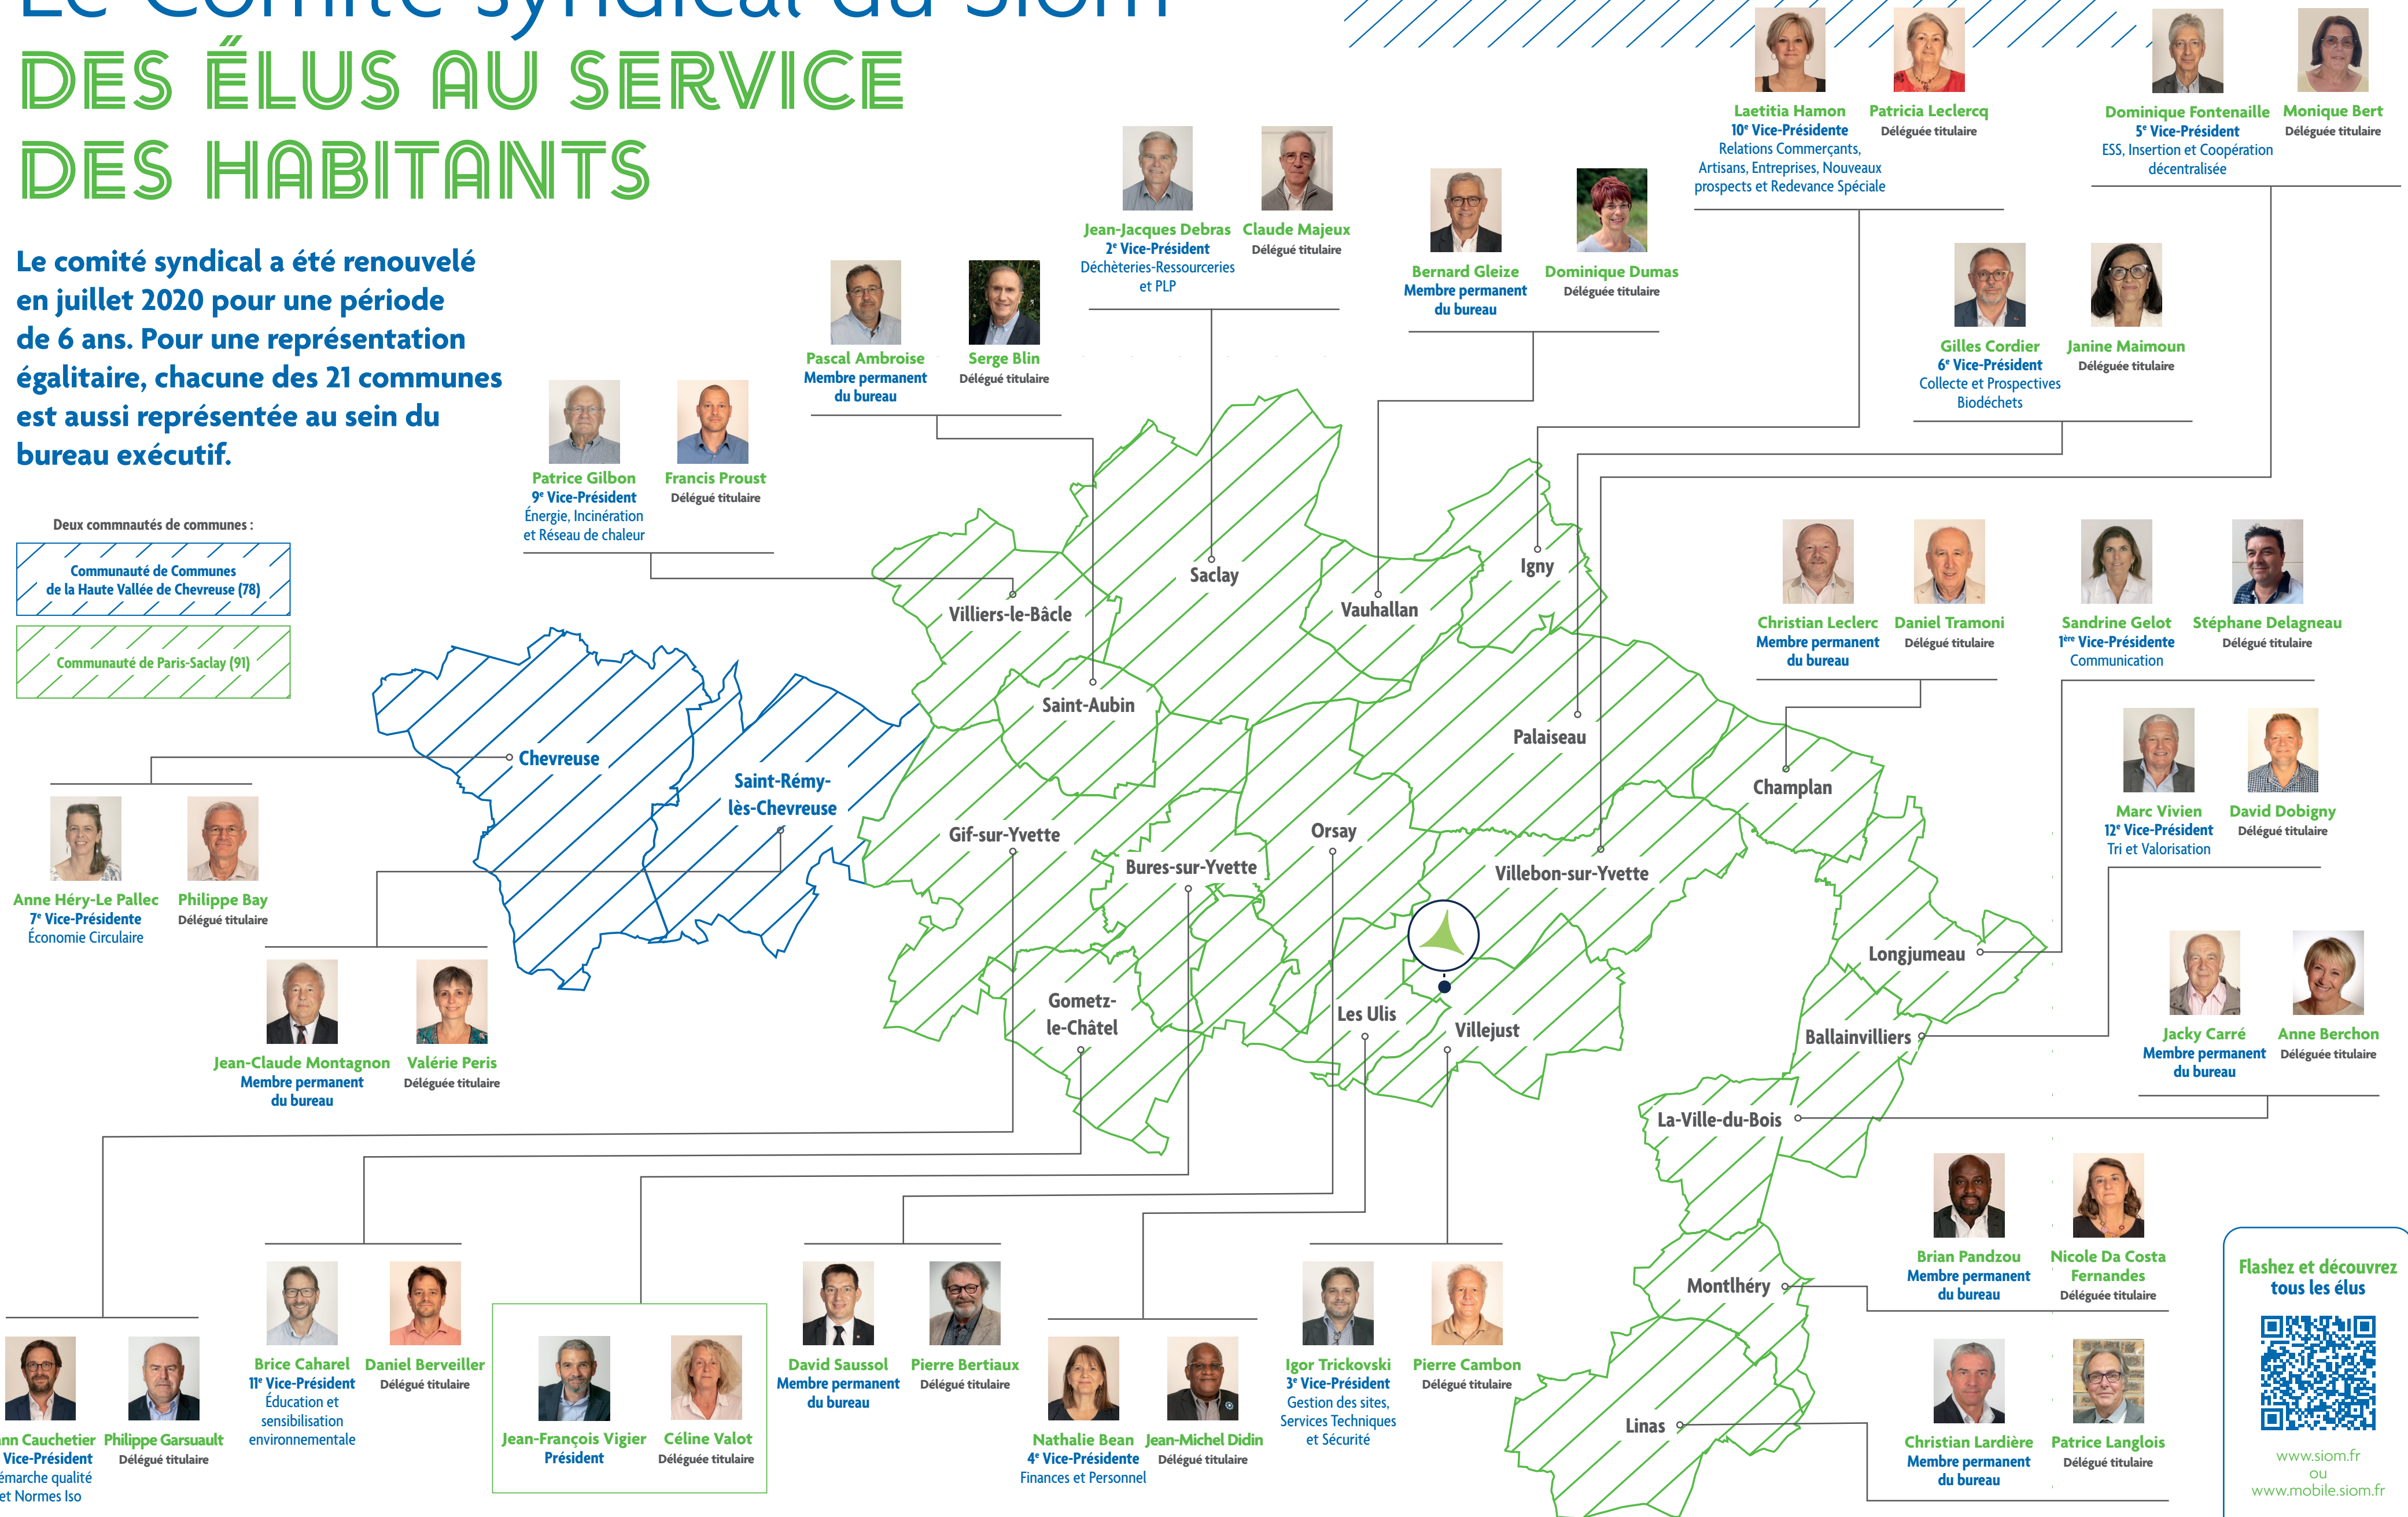 Le Comité syndical du Siom
DES ÉLUS AU SERVICE
DES HABITANTS
Le comité syndical a été renouvelé
en juillet 2020 pour une période
de 6 ans. Pour une représentation
égalitaire, chacune des 21 communes
est aussi représentée au sein du
bureau exécutif.
Deux commnautés de communes :
Communauté de Communes
de la Haute Vallée de Chevreuse (78)
Communauté de Paris-Saclay (91)
Patrice Gilbon
9e Vice-Président
Énergie, Incinération
et Réseau de chaleur
Francis Proust
Délégué titulaire
Pascal Ambroise
Membre permanent
du bureau
Serge Blin
Délégué titulaire
Jean-Jacques Debras
2e Vice-Président
Déchèteries-Ressourceries
et PLP
Claude Majeux
Délégué titulaire
Bernard Gleize
Membre permanent
du bureau
Dominique Dumas
Déléguée titulaire
Laetitia Hamon
10e Vice-Présidente
Relations Commerçants,
Artisans, Entreprises, Nouveaux
prospects et Redevance Spéciale
Patricia Leclercq
Déléguée titulaire
Dominique Fontenaille
5e Vice-Président
ESS, Insertion et Coopération
décentralisée
Monique Bert
Déléguée titulaire
Gilles Cordier
6e Vice-Président
Collecte et Prospectives
Biodéchets
Janine Maimoun
Déléguée titulaire
Christian Leclerc
Membre permanent
du bureau
Daniel Tramoni
Délégué titulaire
Sandrine Gelot
1ère Vice-Présidente
Communication
Stéphane Delagneau
Délégué titulaire
Marc Vivien
12e Vice-Président
Tri et Valorisation
David Dobigny
Délégué titulaire
Jacky Carré
Membre permanent
du bureau
Anne Berchon
Déléguée titulaire
Saclay
Igny
Vauhallan
Villiers-le-Bâcle
Saint-Aubin
Palaiseau
Champlan
Chevreuse
Saint-Rémy-
lès-Chevreuse
Gif-sur-Yvette
Orsay
Bures-sur-Yvette
Villebon-sur-Yvette
Longjumeau
Gometz-
le-Châtel
Les Ulis
Villejust
Ballainvilliers
La-Ville-du-Bois
Montlhéry
Linas
Anne Héry-Le Pallec
7e Vice-Présidente
Économie Circulaire
Philippe Bay
Délégué titulaire
Jean-Claude Montagnon
Membre permanent
du bureau
Valérie Peris
Déléguée titulaire
ann Cauchetier
Vice-Président
émarche qualité
et Normes Iso
Philippe Garsuault
Délégué titulaire
Brice Caharel
11e Vice-Président
Éducation et
sensibilisation
environnementale
Daniel Berveiller
Délégué titulaire
Jean-François Vigier
Président
Céline Valot
Déléguée titulaire
David Saussol
Membre permanent
du bureau
Pierre Bertiaux
Délégué titulaire
Nathalie Bean
4e Vice-Présidente
Finances et Personnel
Jean-Michel Didin
Délégué titulaire
Igor Trickovski
3e Vice-Président
Gestion des sites,
Services Techniques
et Sécurité
Pierre Cambon
Délégué titulaire
Brian Pandzou
Membre permanent
du bureau
Nicole Da Costa
Fernandes
Déléguée titulaire
Christian Lardière
Membre permanent
du bureau
Patrice Langlois
Délégué titulaire
Flashez et découvrez
tous les élus
www.siom.fr
ou
www.mobile.siom.fr